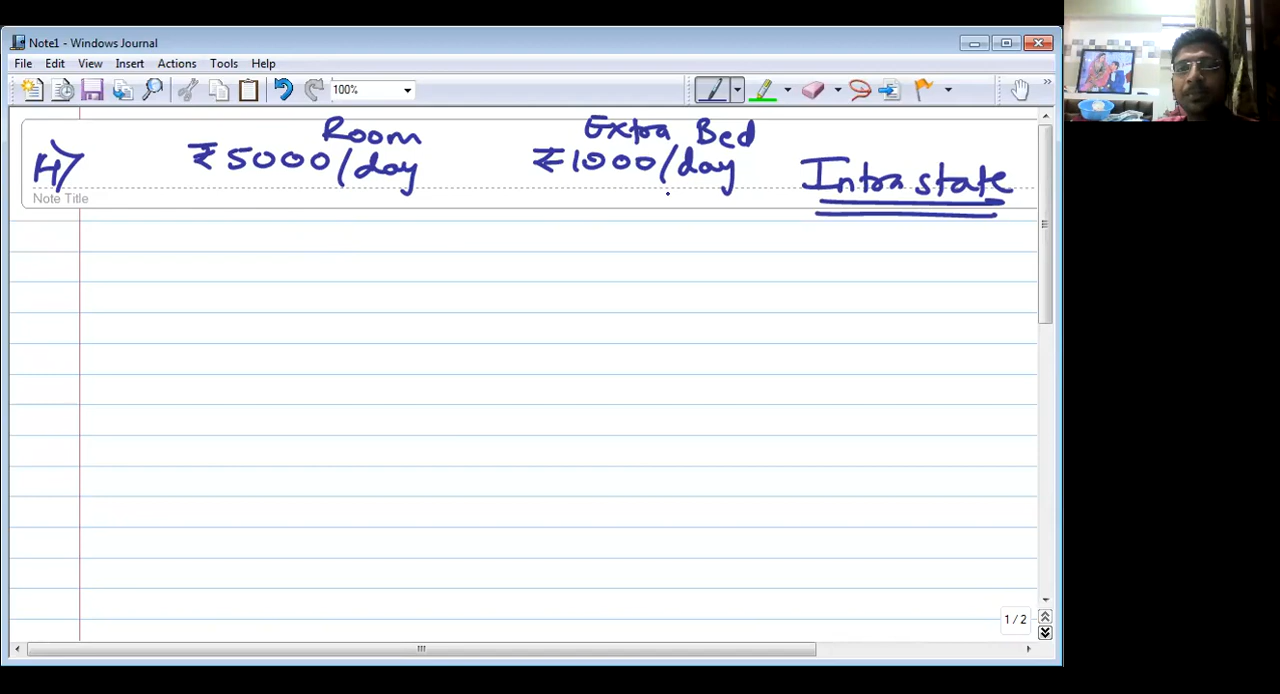 Note1 - Windows Journal
File Edit View Insert Actions Tools Help
100%
Room Extra Bed
4) ₹5000/day ₹1000/day Intra state
Note Title
1 / 2